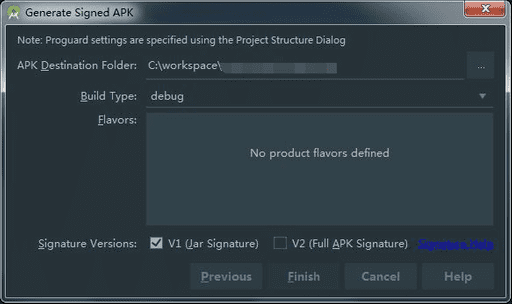 Generate Signed APK
Note: Proguard settings are specified using the Project Structure Dialog
APK Destination Folder: C:\workspace\ ...
Build Type: debug
Flavors:
No product flavors defined
Signature Versions: V1 (Jar Signature) V2 (Full APK Signature) Signature Help
Previous Finish Cancel Help